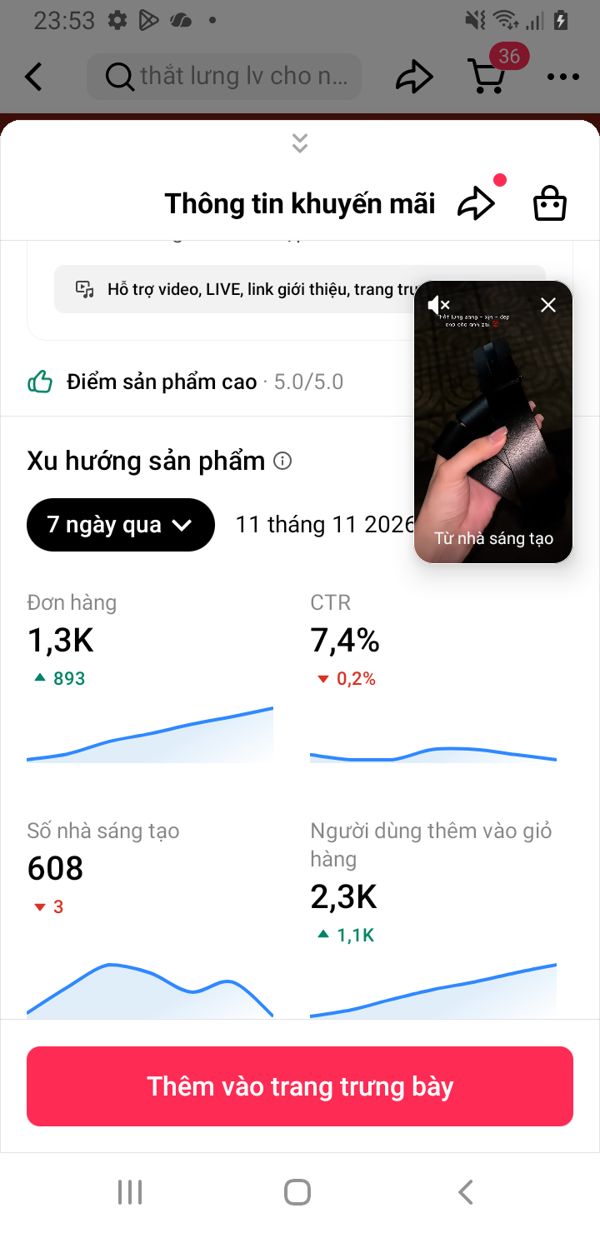 23:53
thắt lưng lv cho n...
36
Thông tin khuyến mãi
Hỗ trợ video, LIVE, link giới thiệu, trang trư
Điểm sản phẩm cao · 5.0/5.0
Xu hướng sản phẩm
7 ngày qua
11 tháng 11 2026
Từ nhà sáng tạo
Đơn hàng
1,3K
893
CTR
7,4%
0,2%
Số nhà sáng tạo
608
3
Người dùng thêm vào giỏ
hàng
2,3K
1,1K
Thêm vào trang trưng bày